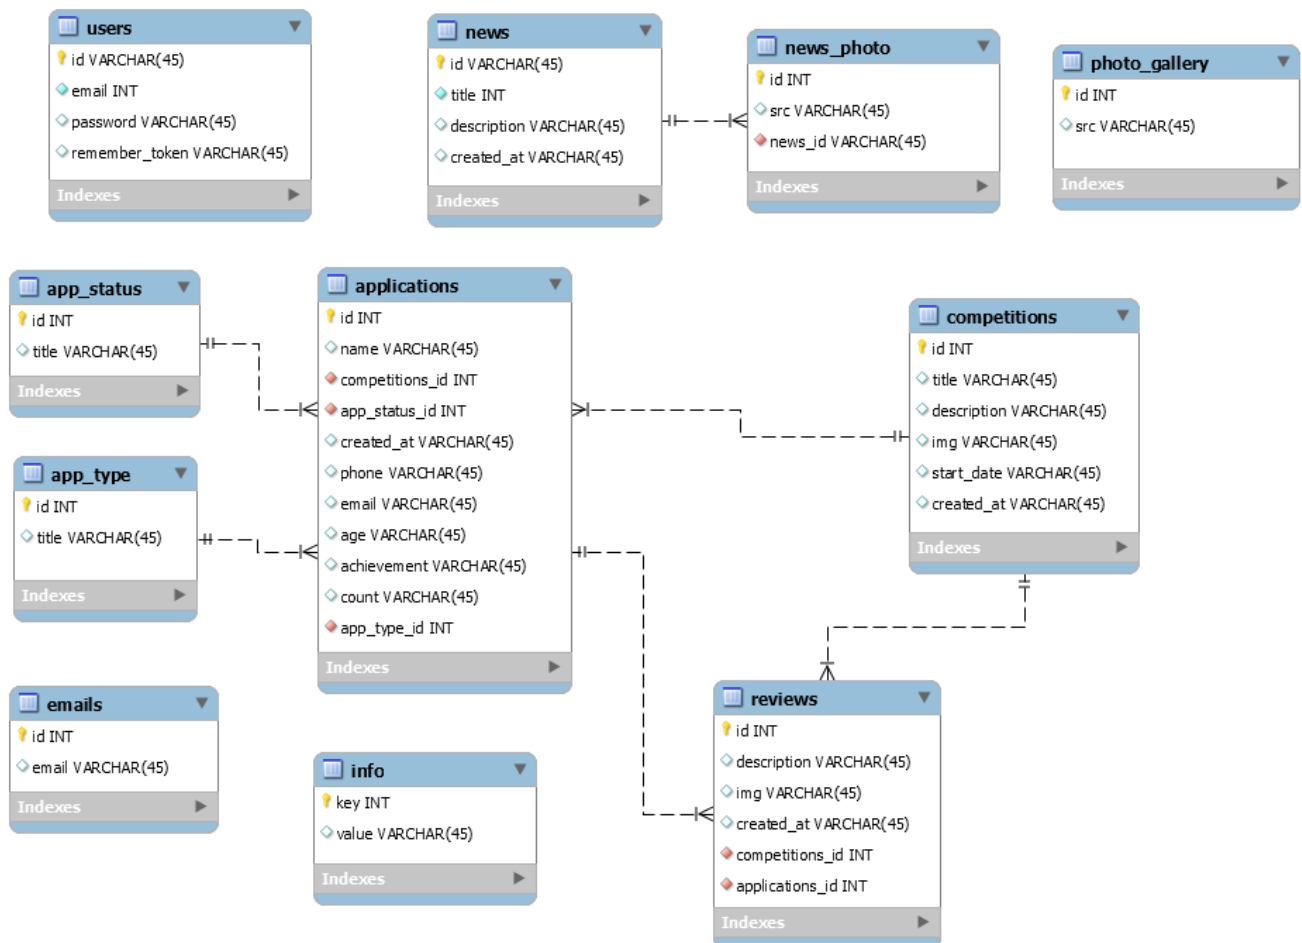 users
id VARCHAR(45)
email INT
password VARCHAR(45)
remember_token VARCHAR(45)
Indexes
news
id VARCHAR(45)
title INT
description VARCHAR(45)
created_at VARCHAR(45)
Indexes
news_photo
id INT
src VARCHAR(45)
news_id VARCHAR(45)
Indexes
photo_gallery
id INT
src VARCHAR(45)
Indexes
app_status
id INT
title VARCHAR(45)
Indexes
applications
id INT
name VARCHAR(45)
competitions_id INT
app_status_id INT
created_at VARCHAR(45)
phone VARCHAR(45)
email VARCHAR(45)
age VARCHAR(45)
achievement VARCHAR(45)
count VARCHAR(45)
app_type_id INT
Indexes
competitions
id INT
title VARCHAR(45)
description VARCHAR(45)
img VARCHAR(45)
start_date VARCHAR(45)
created_at VARCHAR(45)
Indexes
app_type
id INT
title VARCHAR(45)
Indexes
emails
id INT
email VARCHAR(45)
Indexes
info
key INT
value VARCHAR(45)
Indexes
reviews
id INT
description VARCHAR(45)
img VARCHAR(45)
created_at VARCHAR(45)
competitions_id INT
applications_id INT
Indexes